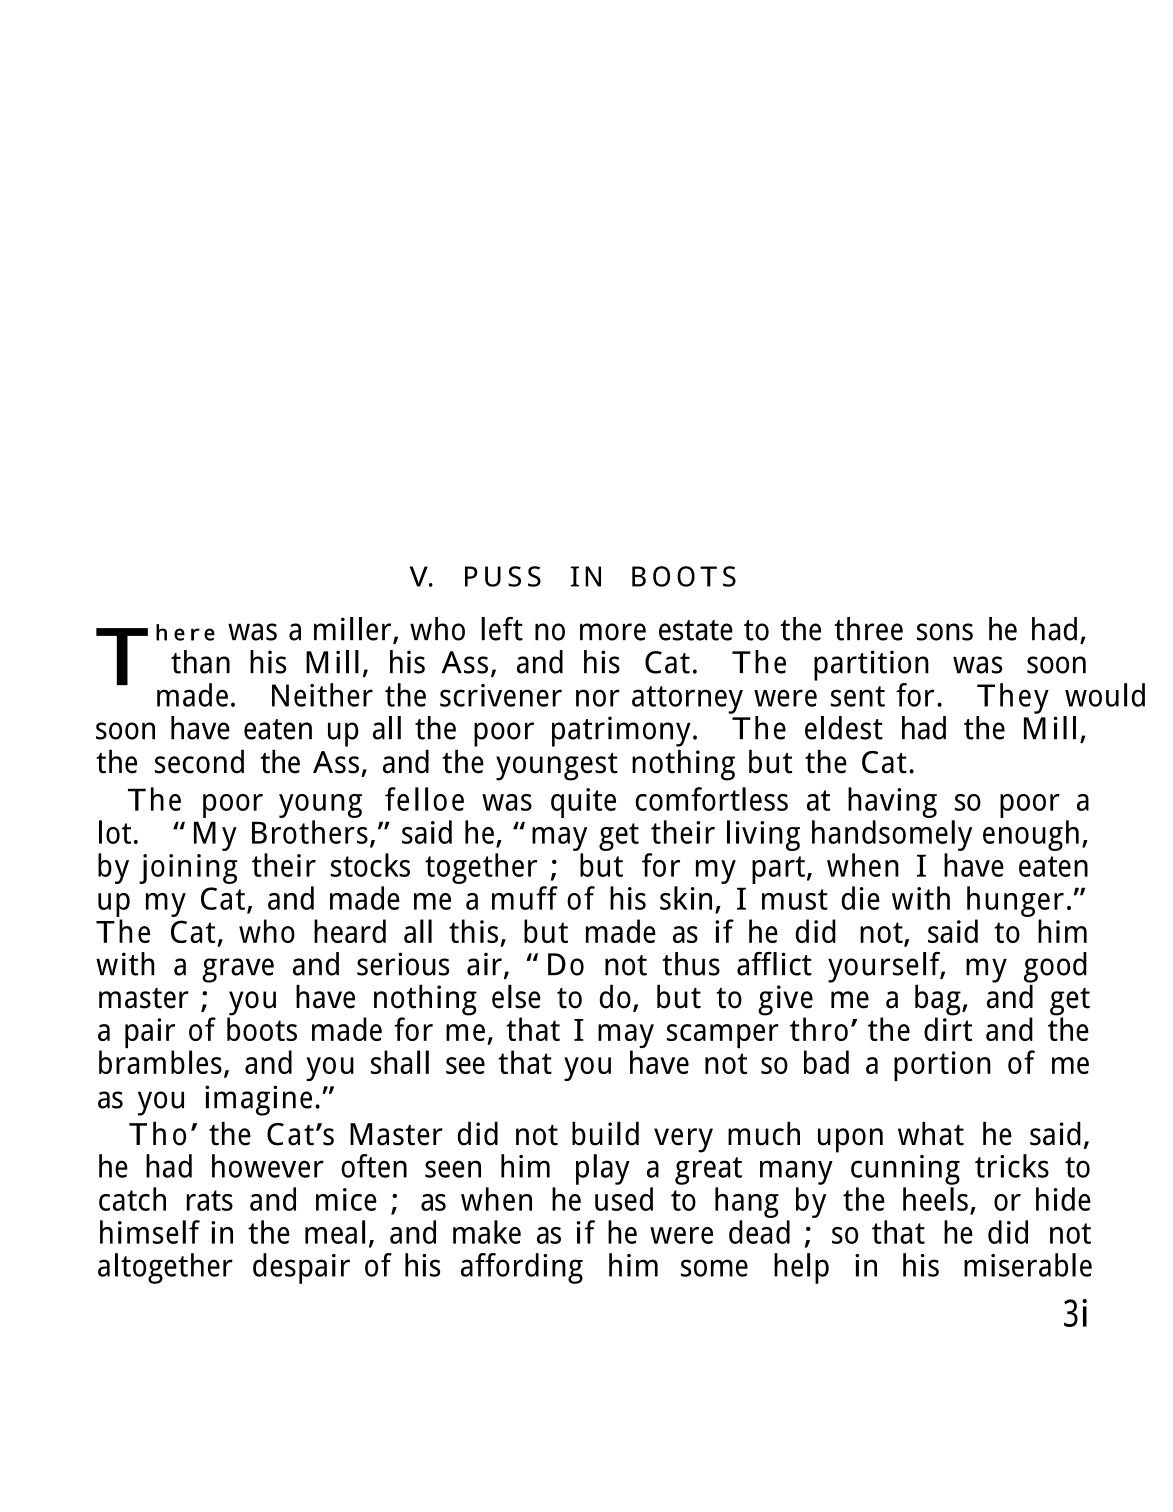 V. PUSS IN BOOTS
There was a miller, who left no more estate to the three sons he had,
than his Mill, his Ass, and his Cat. The partition was soon
made. Neither the scrivener nor attorney were sent for. They would
soon have eaten up all the poor patrimony. The eldest had the Mill,
the second the Ass, and the youngest nothing but the Cat.
The poor young felloe was quite comfortless at having so poor a
lot. “My Brothers,” said he, “may get their living handsomely enough,
by joining their stocks together ; but for my part, when I have eaten
up my Cat, and made me a muff of his skin, I must die with hunger.”
The Cat, who heard all this, but made as if he did not, said to him
with a grave and serious air, “Do not thus afflict yourself, my good
master ; you have nothing else to do, but to give me a bag, and get
a pair of boots made for me, that I may scamper thro’ the dirt and the
brambles, and you shall see that you have not so bad a portion of me
as you imagine.”
Tho’ the Cat’s Master did not build very much upon what he said,
he had however often seen him play a great many cunning tricks to
catch rats and mice ; as when he used to hang by the heels, or hide
himself in the meal, and make as if he were dead ; so that he did not
altogether despair of his affording him some help in his miserable
3i